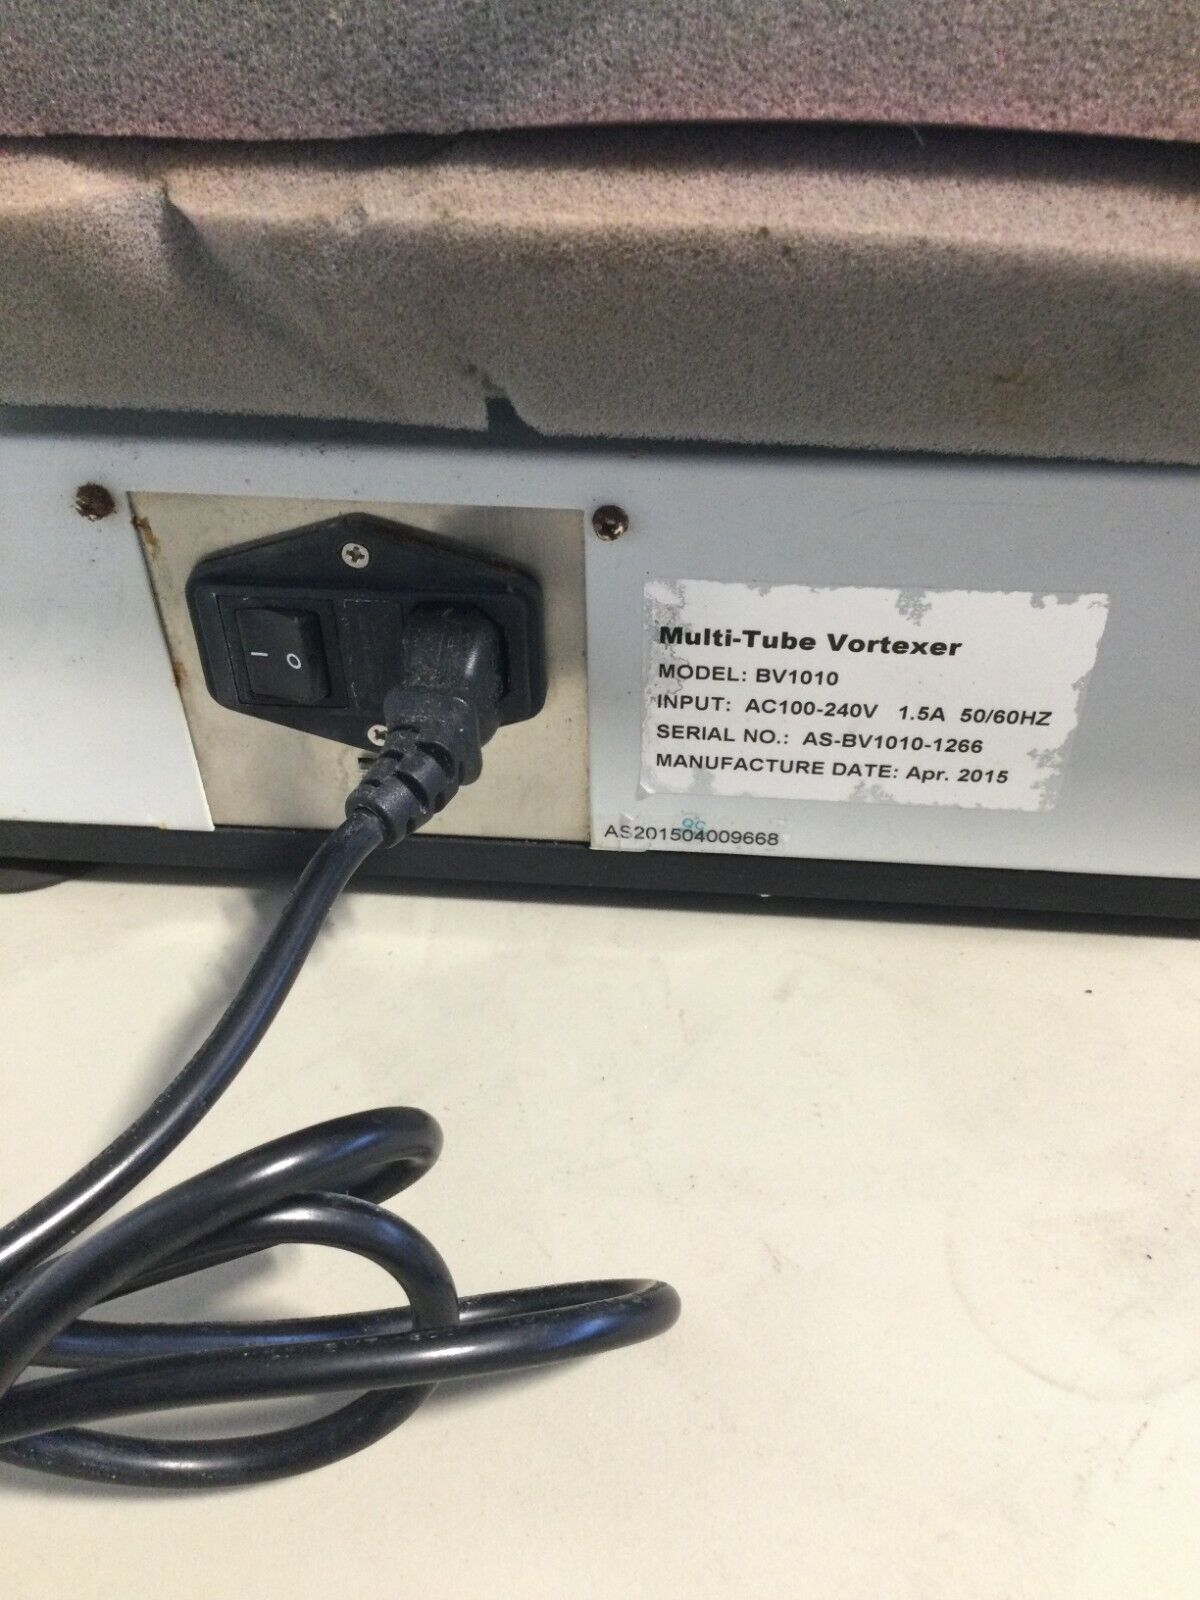 I O
Multi-Tube Vortexer
MODEL: BV1010
INPUT: AC100-240V 1.5A 50/60HZ
SERIAL NO.: AS-BV1010-1266
MANUFACTURE DATE: Apr. 2015
QC
AS201504009668